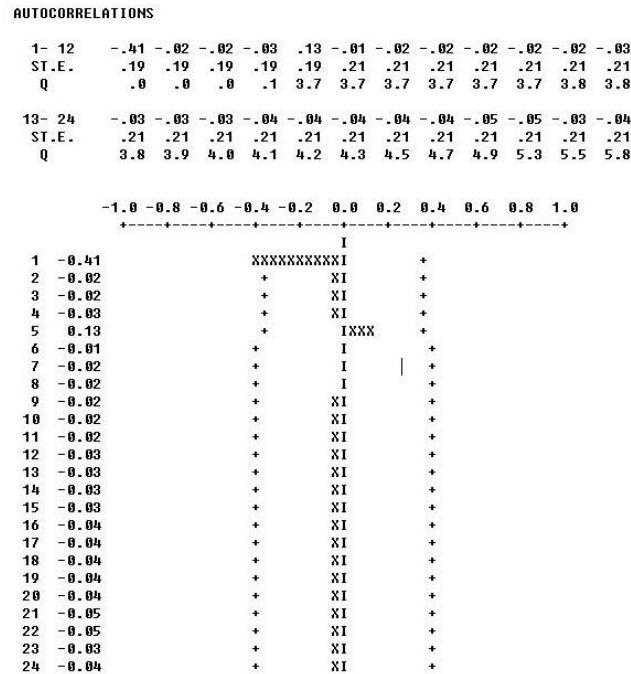 AUTOCORRELATIONS
1- 12 -.41 -.02 -.02 -.03 .13 -.01 -.02 -.02 -.02 -.02 -.02 -.03
ST.E. .19 .19 .19 .19 .19 .21 .21 .21 .21 .21 .21 .21
Q .0 .0 .0 .1 3.7 3.7 3.7 3.7 3.7 3.7 3.8 3.8
13- 24 -.03 -.03 -.03 -.04 -.04 -.04 -.04 -.04 -.05 -.05 -.03 -.04
ST.E. .21 .21 .21 .21 .21 .21 .21 .21 .21 .21 .21 .21
Q 3.8 3.9 4.0 4.1 4.2 4.3 4.5 4.7 4.9 5.3 5.5 5.8
-1.0 -0.8 -0.6 -0.4 -0.2 0.0 0.2 0.4 0.6 0.8 1.0
+----+----+----+----+----+----+----+----+----+----+
I
1 -0.41 XXXXXXXXXXI +
2 -0.02 + XI +
3 -0.02 + XI +
4 -0.03 + XI +
5 0.13 + IXXX +
6 -0.01 + I +
7 -0.02 + I | +
8 -0.02 + I +
9 -0.02 + XI +
10 -0.02 + XI +
11 -0.02 + XI +
12 -0.03 + XI +
13 -0.03 + XI +
14 -0.03 + XI +
15 -0.03 + XI +
16 -0.04 + XI +
17 -0.04 + XI +
18 -0.04 + XI +
19 -0.04 + XI +
20 -0.04 + XI +
21 -0.05 + XI +
22 -0.05 + XI +
23 -0.03 + XI +
24 -0.04 + XI +